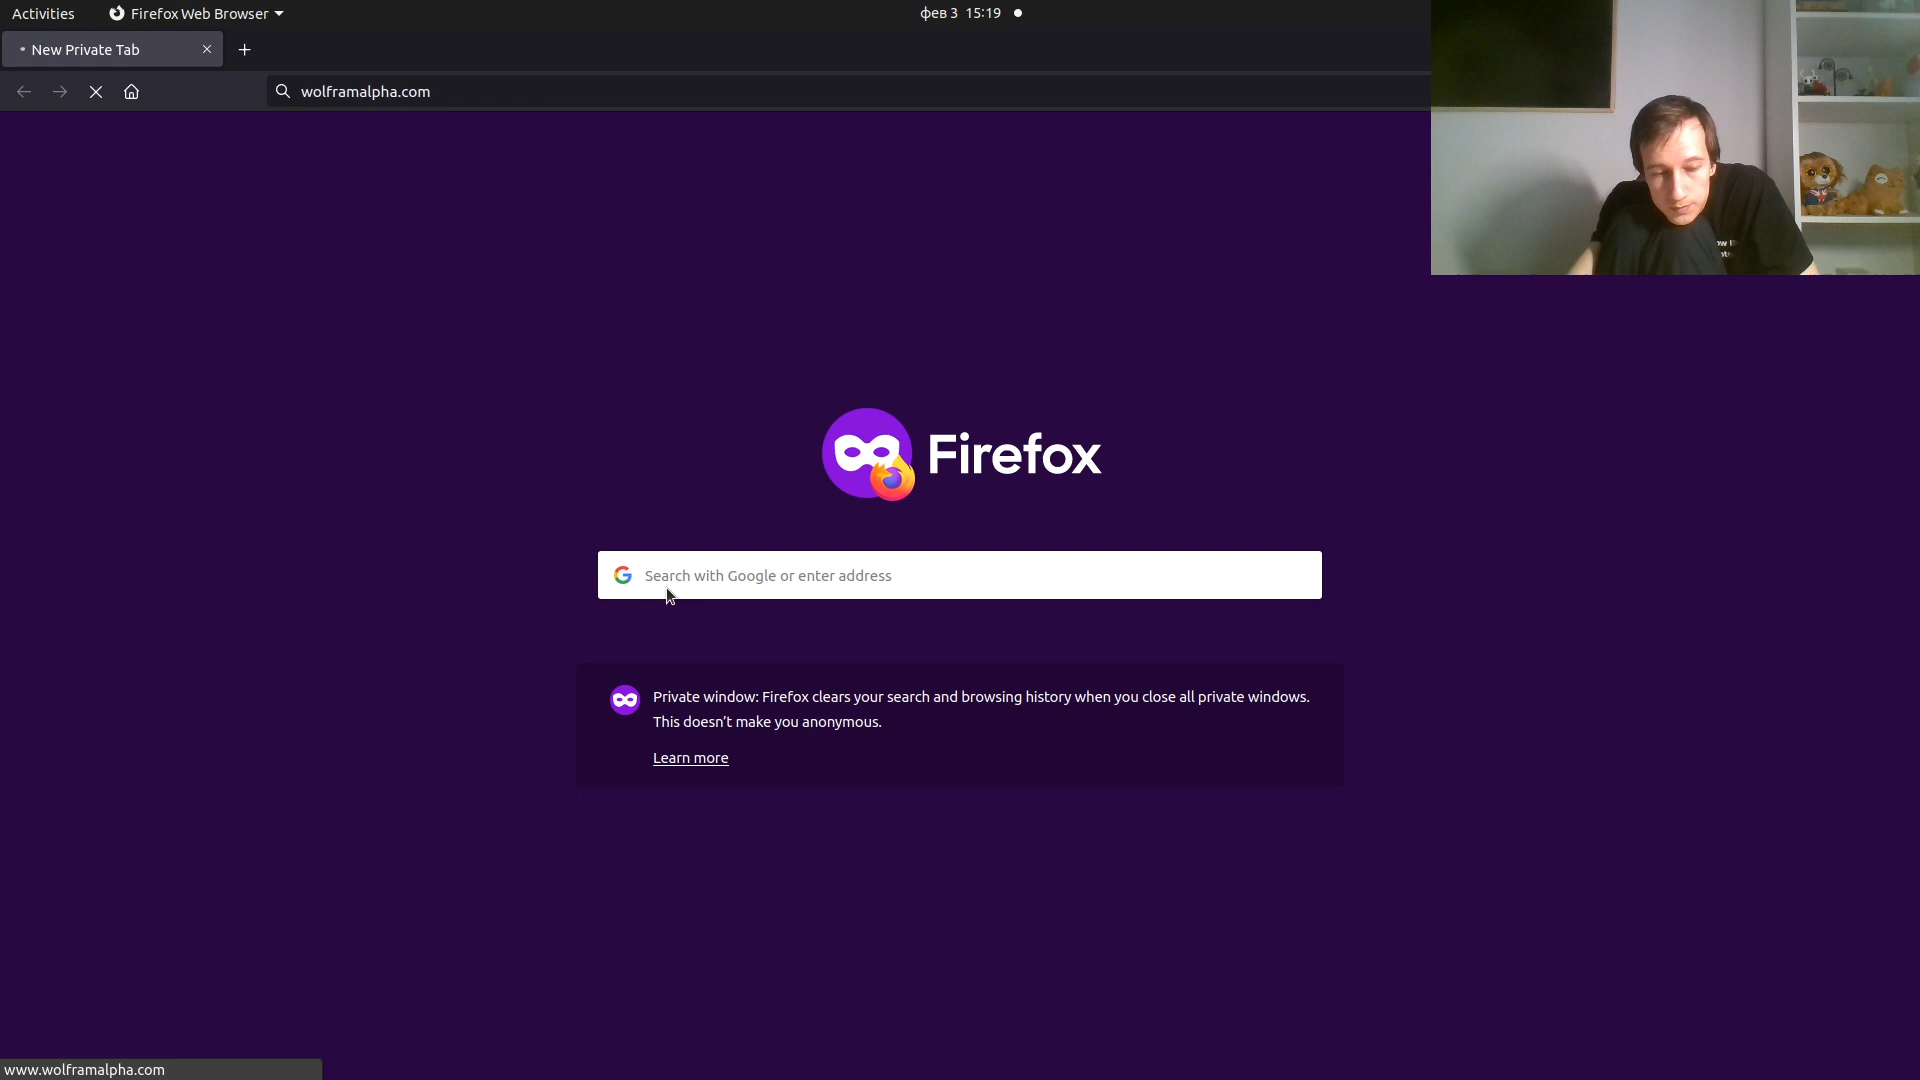 Activities
Firefox Web Browser
фев 3 15:19
New Private Tab
wolframalpha.com
Firefox
Search with Google or enter address
Private window: Firefox clears your search and browsing history when you close all private windows.
This doesn't make you anonymous.
Learn more
www.wolframalpha.com